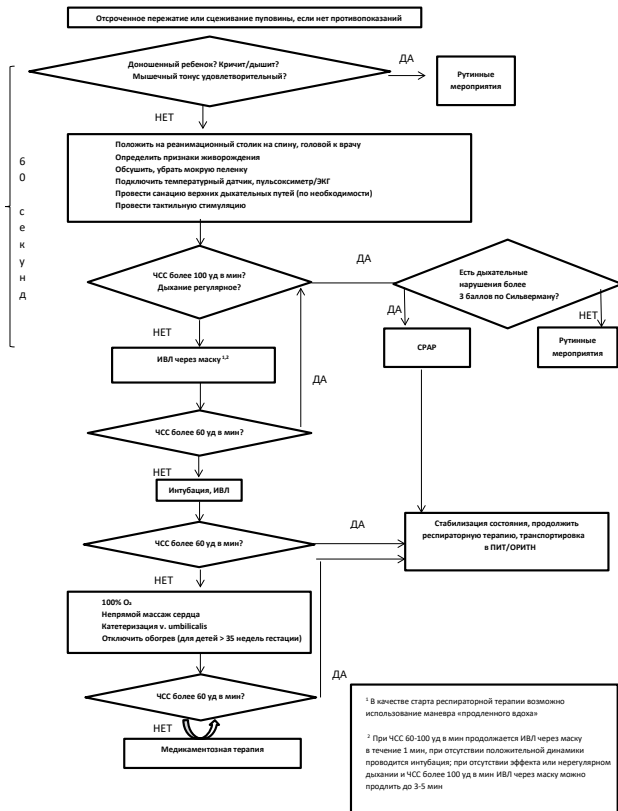 Отсроченное пережатие или сцеживание пуповины, если нет противопоказаний
Доношенный ребенок? Кричит/дышит?
Мышечный тонус удовлетворительный?
ДА
Рутинные
мероприятия
НЕТ
60 секунд
Положить на реанимационный столик на спину, головой к врачу
Определить признаки живорождения
Обсушить, убрать мокрую пеленку
Подключить температурный датчик, пульсоксиметр/ЭКГ
Провести санацию верхних дыхательных путей (по необходимости)
Провести тактильную стимуляцию
ЧСС более 100 уд в мин?
Дыхание регулярное?
ДА
Есть дыхательные
нарушения более
3 баллов по Сильверману?
ДА
НЕТ
CPAP
Рутинные
мероприятия
НЕТ
ИВЛ через маску ¹,²
ДА
ЧСС более 60 уд в мин?
НЕТ
Интубация, ИВЛ
ЧСС более 60 уд в мин?
ДА
Стабилизация состояния, продолжить
респираторную терапию, транспортировка
в ПИТ/ОРИТН
НЕТ
100% O₂
Непрямой массаж сердца
Катетеризация v. umbilicalis
Отключить обогрев (для детей > 35 недель гестации)
ДА
ЧСС более 60 уд в мин?
НЕТ
Медикаментозная терапия
¹ В качестве старта респираторной терапии возможно
использование маневра «продленного вдоха»
² При ЧСС 60-100 уд в мин продолжается ИВЛ через маску
в течение 1 мин, при отсутствии положительной динамики
проводится интубация; при отсутствии эффекта или нерегулярном
дыхании и ЧСС более 100 уд в мин ИВЛ через маску можно
продлить до 3-5 мин